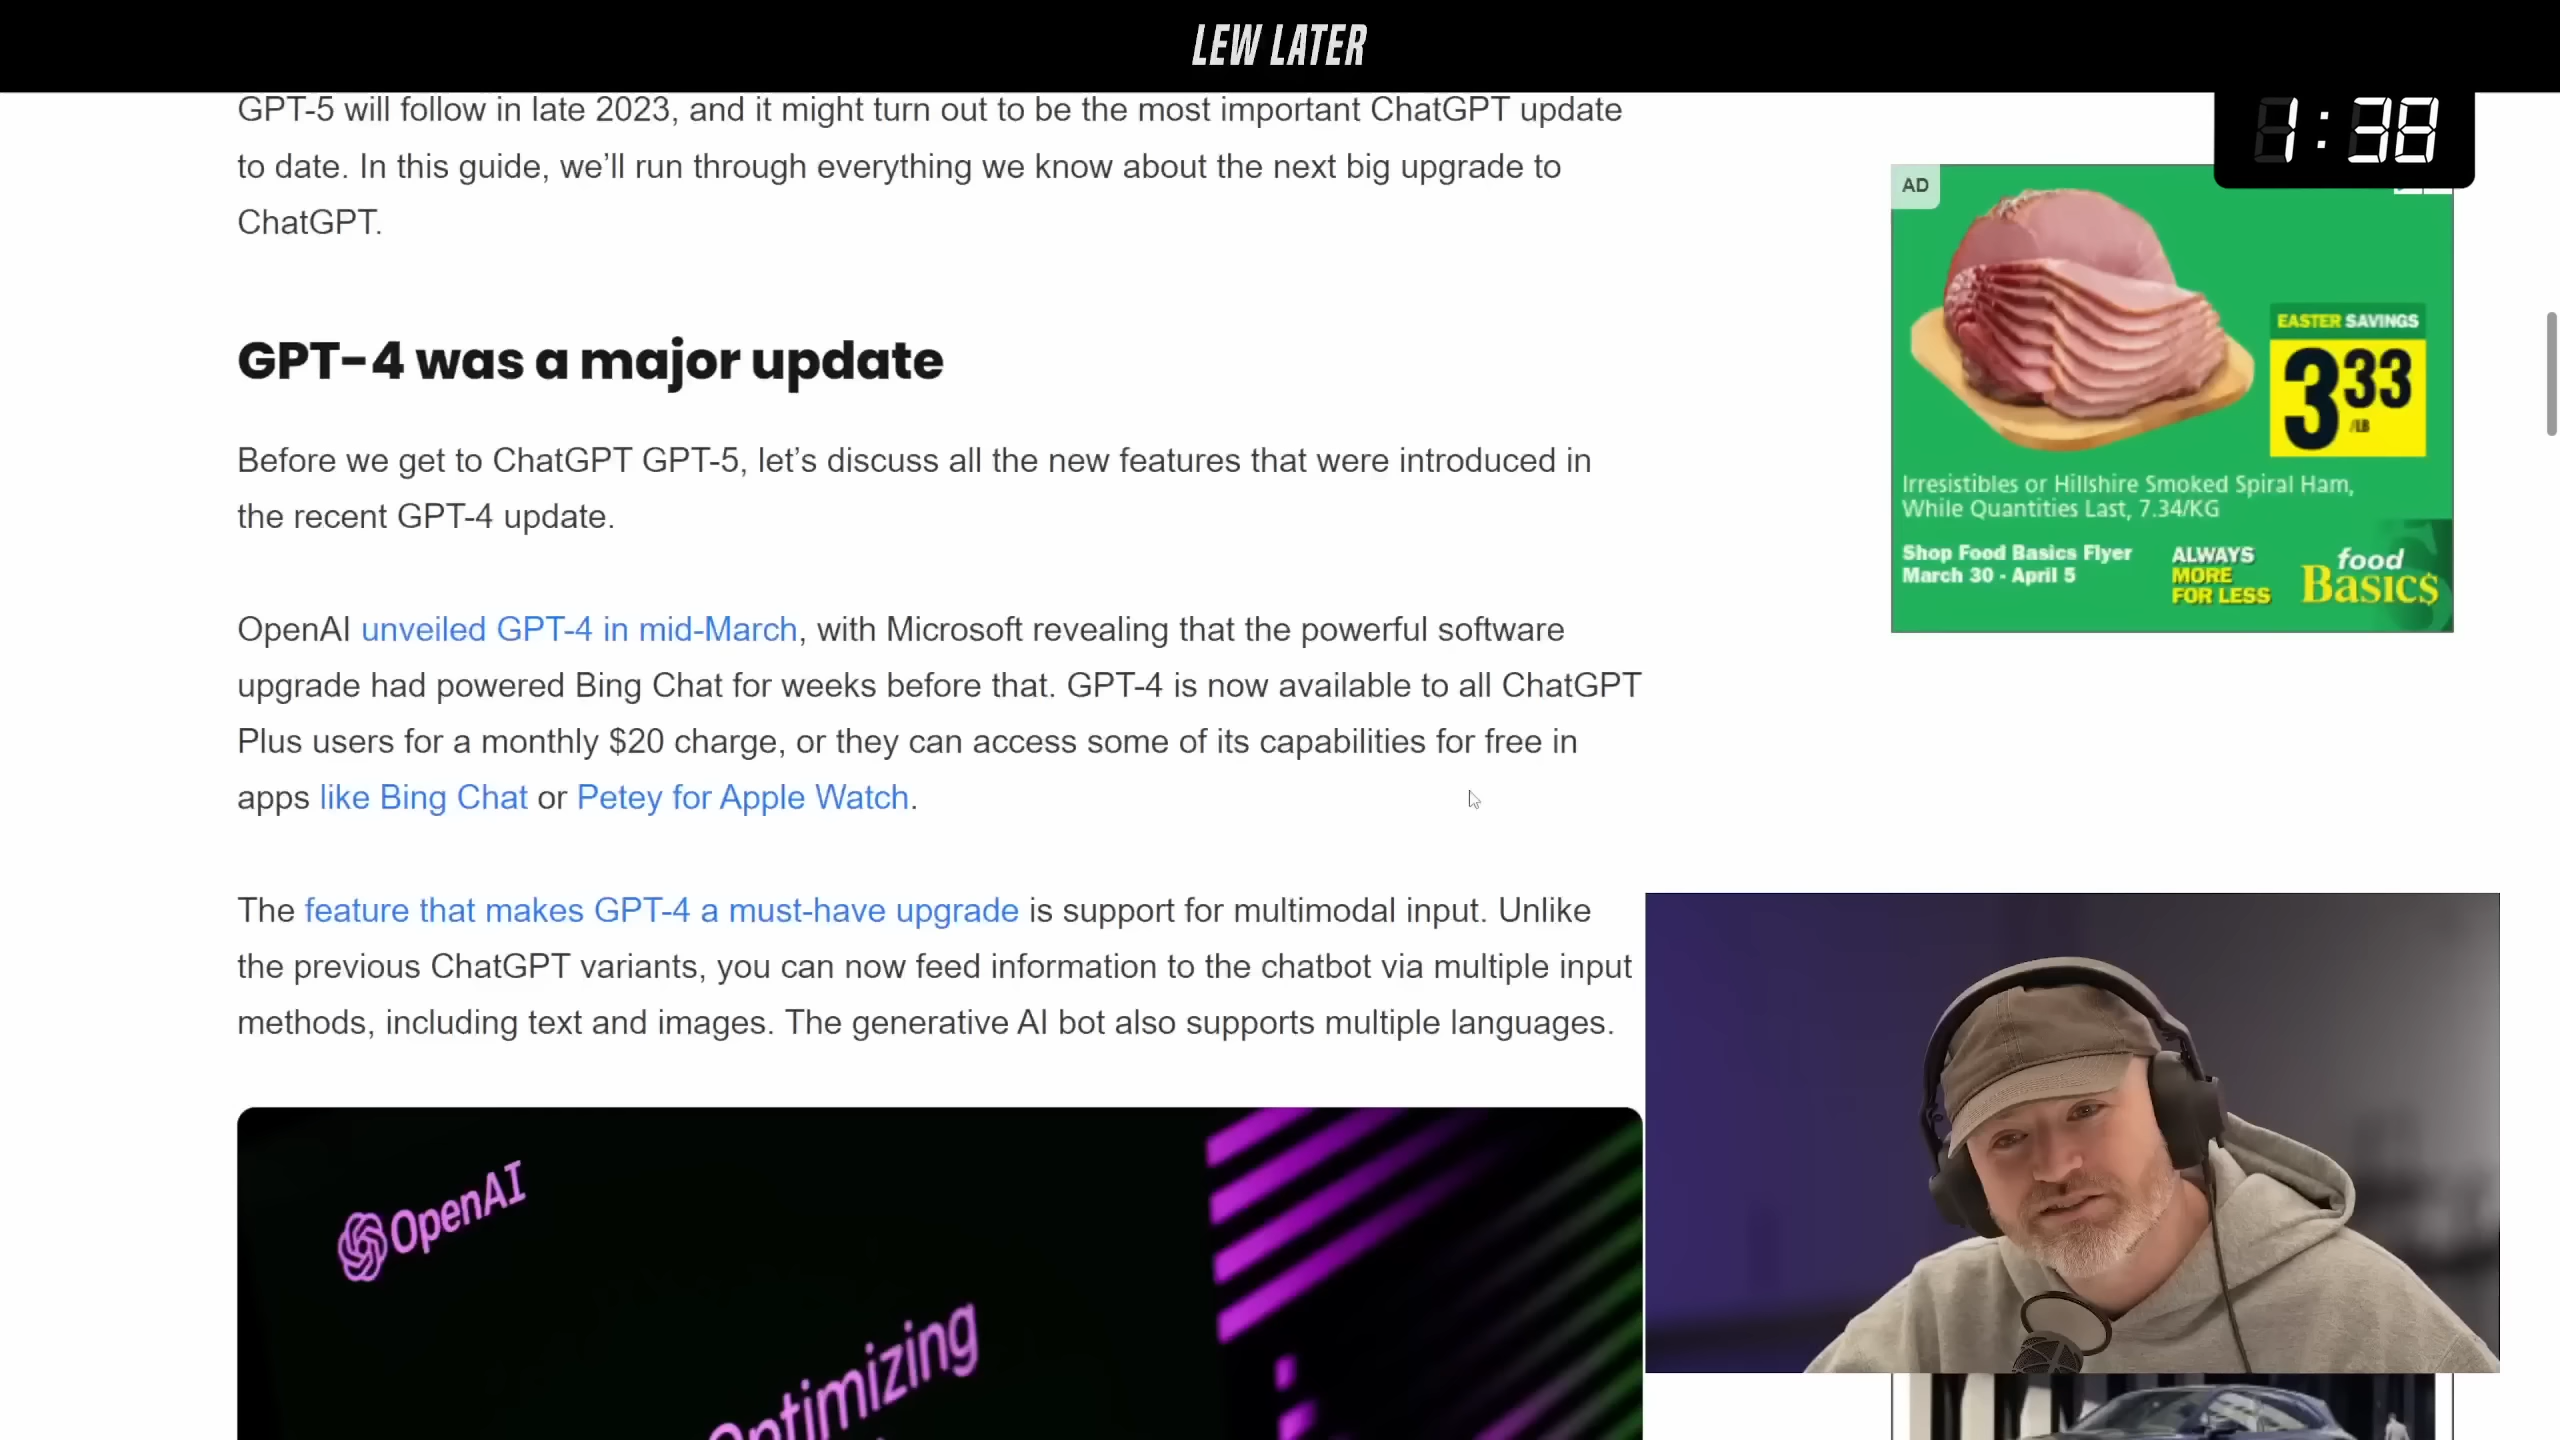 LEW LATER
1:38
GPT-5 will follow in late 2023, and it might turn out to be the most important ChatGPT update
to date. In this guide, we’ll run through everything we know about the next big upgrade to
ChatGPT.
GPT-4 was a major update
Before we get to ChatGPT GPT-5, let’s discuss all the new features that were introduced in
the recent GPT-4 update.
OpenAI unveiled GPT-4 in mid-March, with Microsoft revealing that the powerful software
upgrade had powered Bing Chat for weeks before that. GPT-4 is now available to all ChatGPT
Plus users for a monthly $20 charge, or they can access some of its capabilities for free in
apps like Bing Chat or Petey for Apple Watch.
The feature that makes GPT-4 a must-have upgrade is support for multimodal input. Unlike
the previous ChatGPT variants, you can now feed information to the chatbot via multiple input
methods, including text and images. The generative AI bot also supports multiple languages.
OpenAI
Optimizing
AD
EASTER SAVINGS
3 33
/LB
Irresistibles or Hillshire Smoked Spiral Ham,
While Quantities Last, 7.34/KG
Shop Food Basics Flyer
March 30 - April 5
ALWAYS
MORE
FOR LESS
food
Basic$